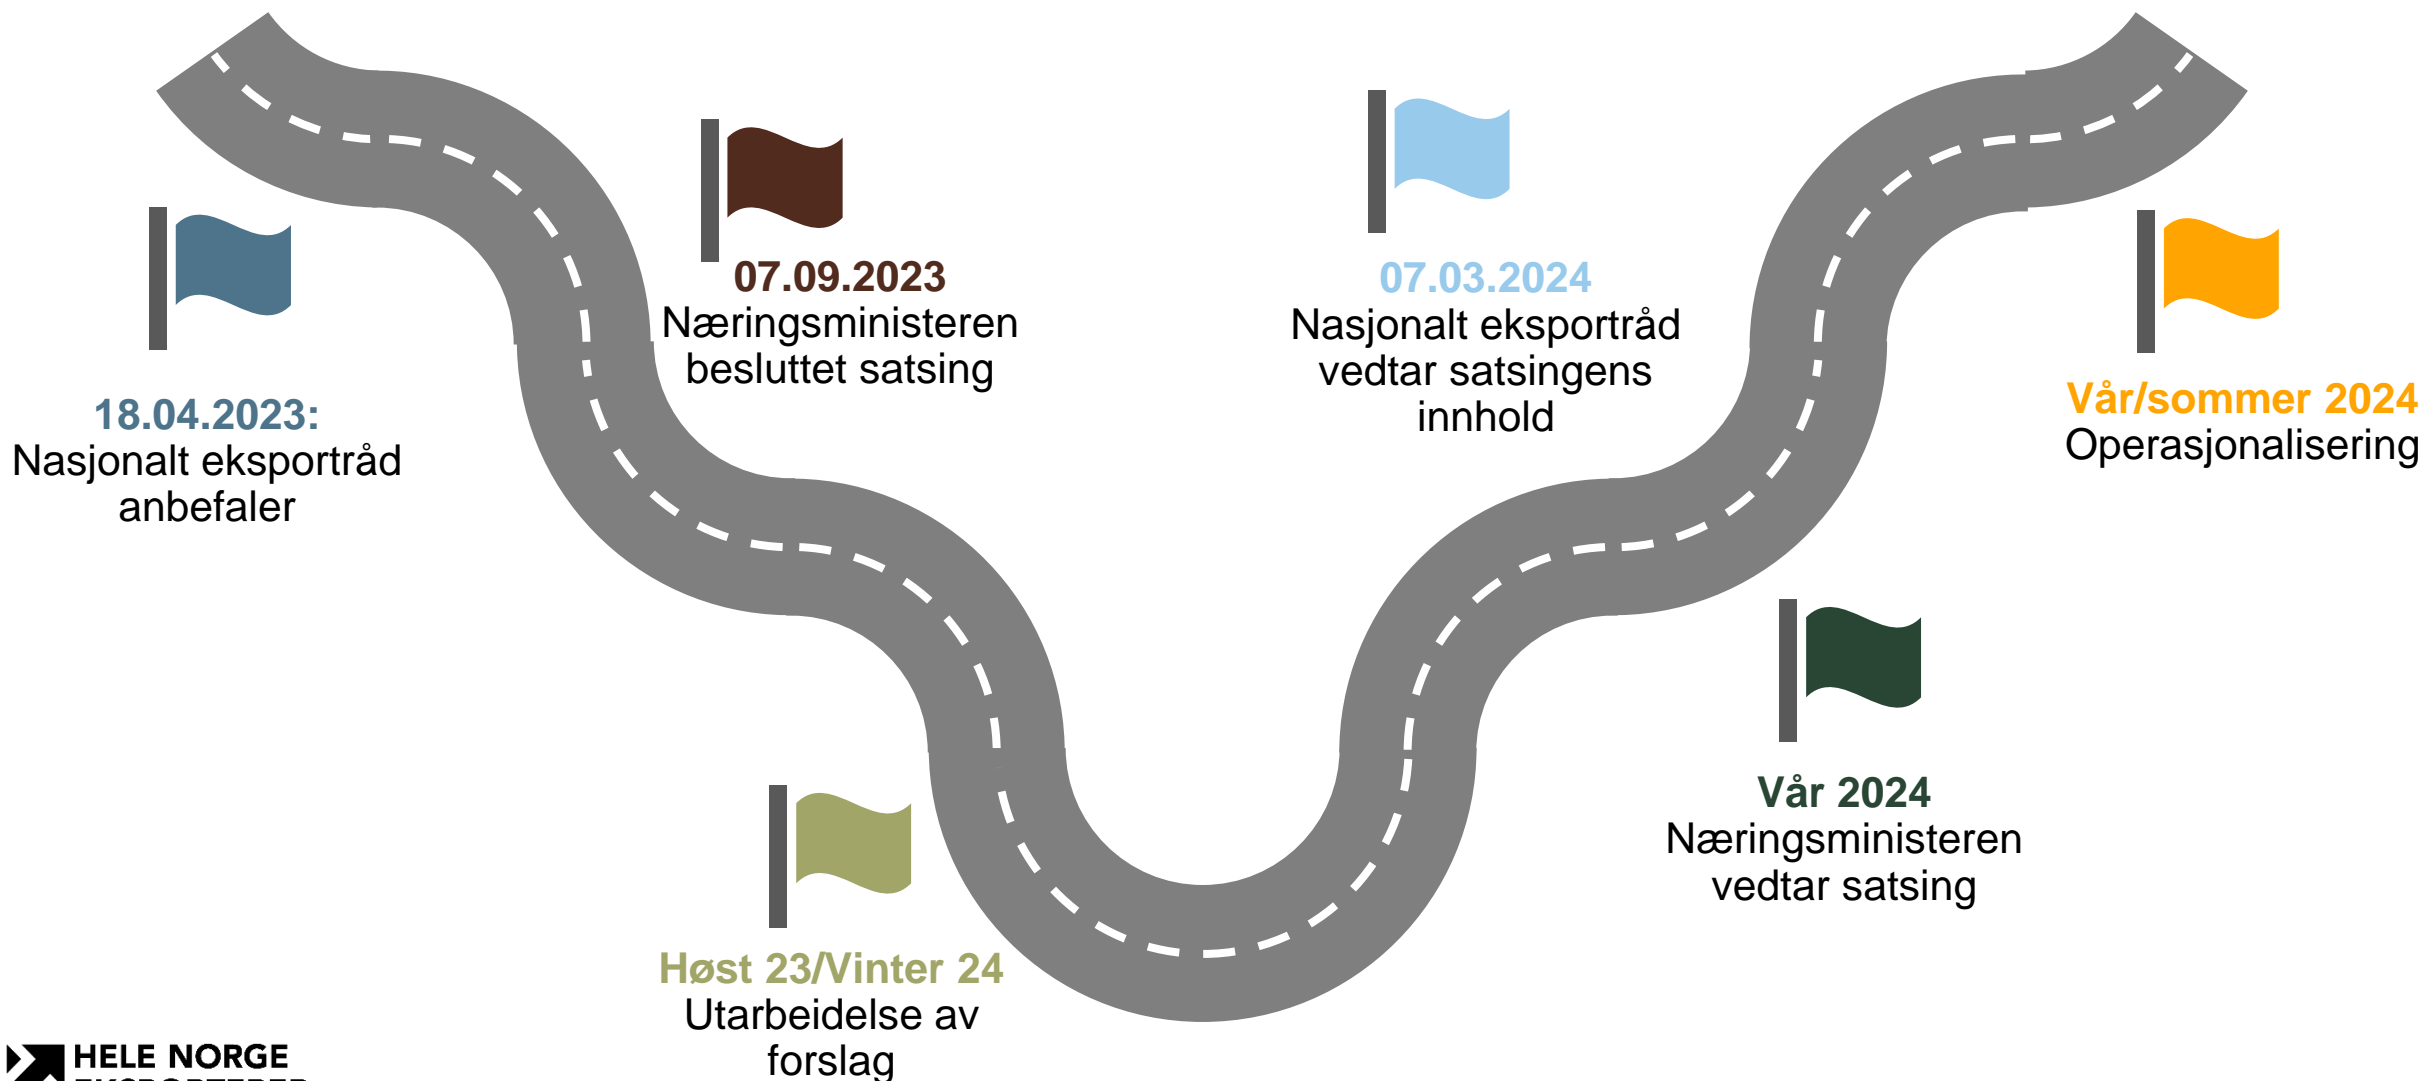 18.04.2023:
Nasjonalt eksportråd
anbefaler
07.09.2023
Næringsministeren
besluttet satsing
Høst 23/Vinter 24
Utarbeidelse av
forslag
07.03.2024
Nasjonalt eksportråd
vedtar satsingens
innhold
Vår 2024
Næringsministeren
vedtar satsing
Vår/sommer 2024
Operasjonalisering
HELE NORGE
EKSPORTERER